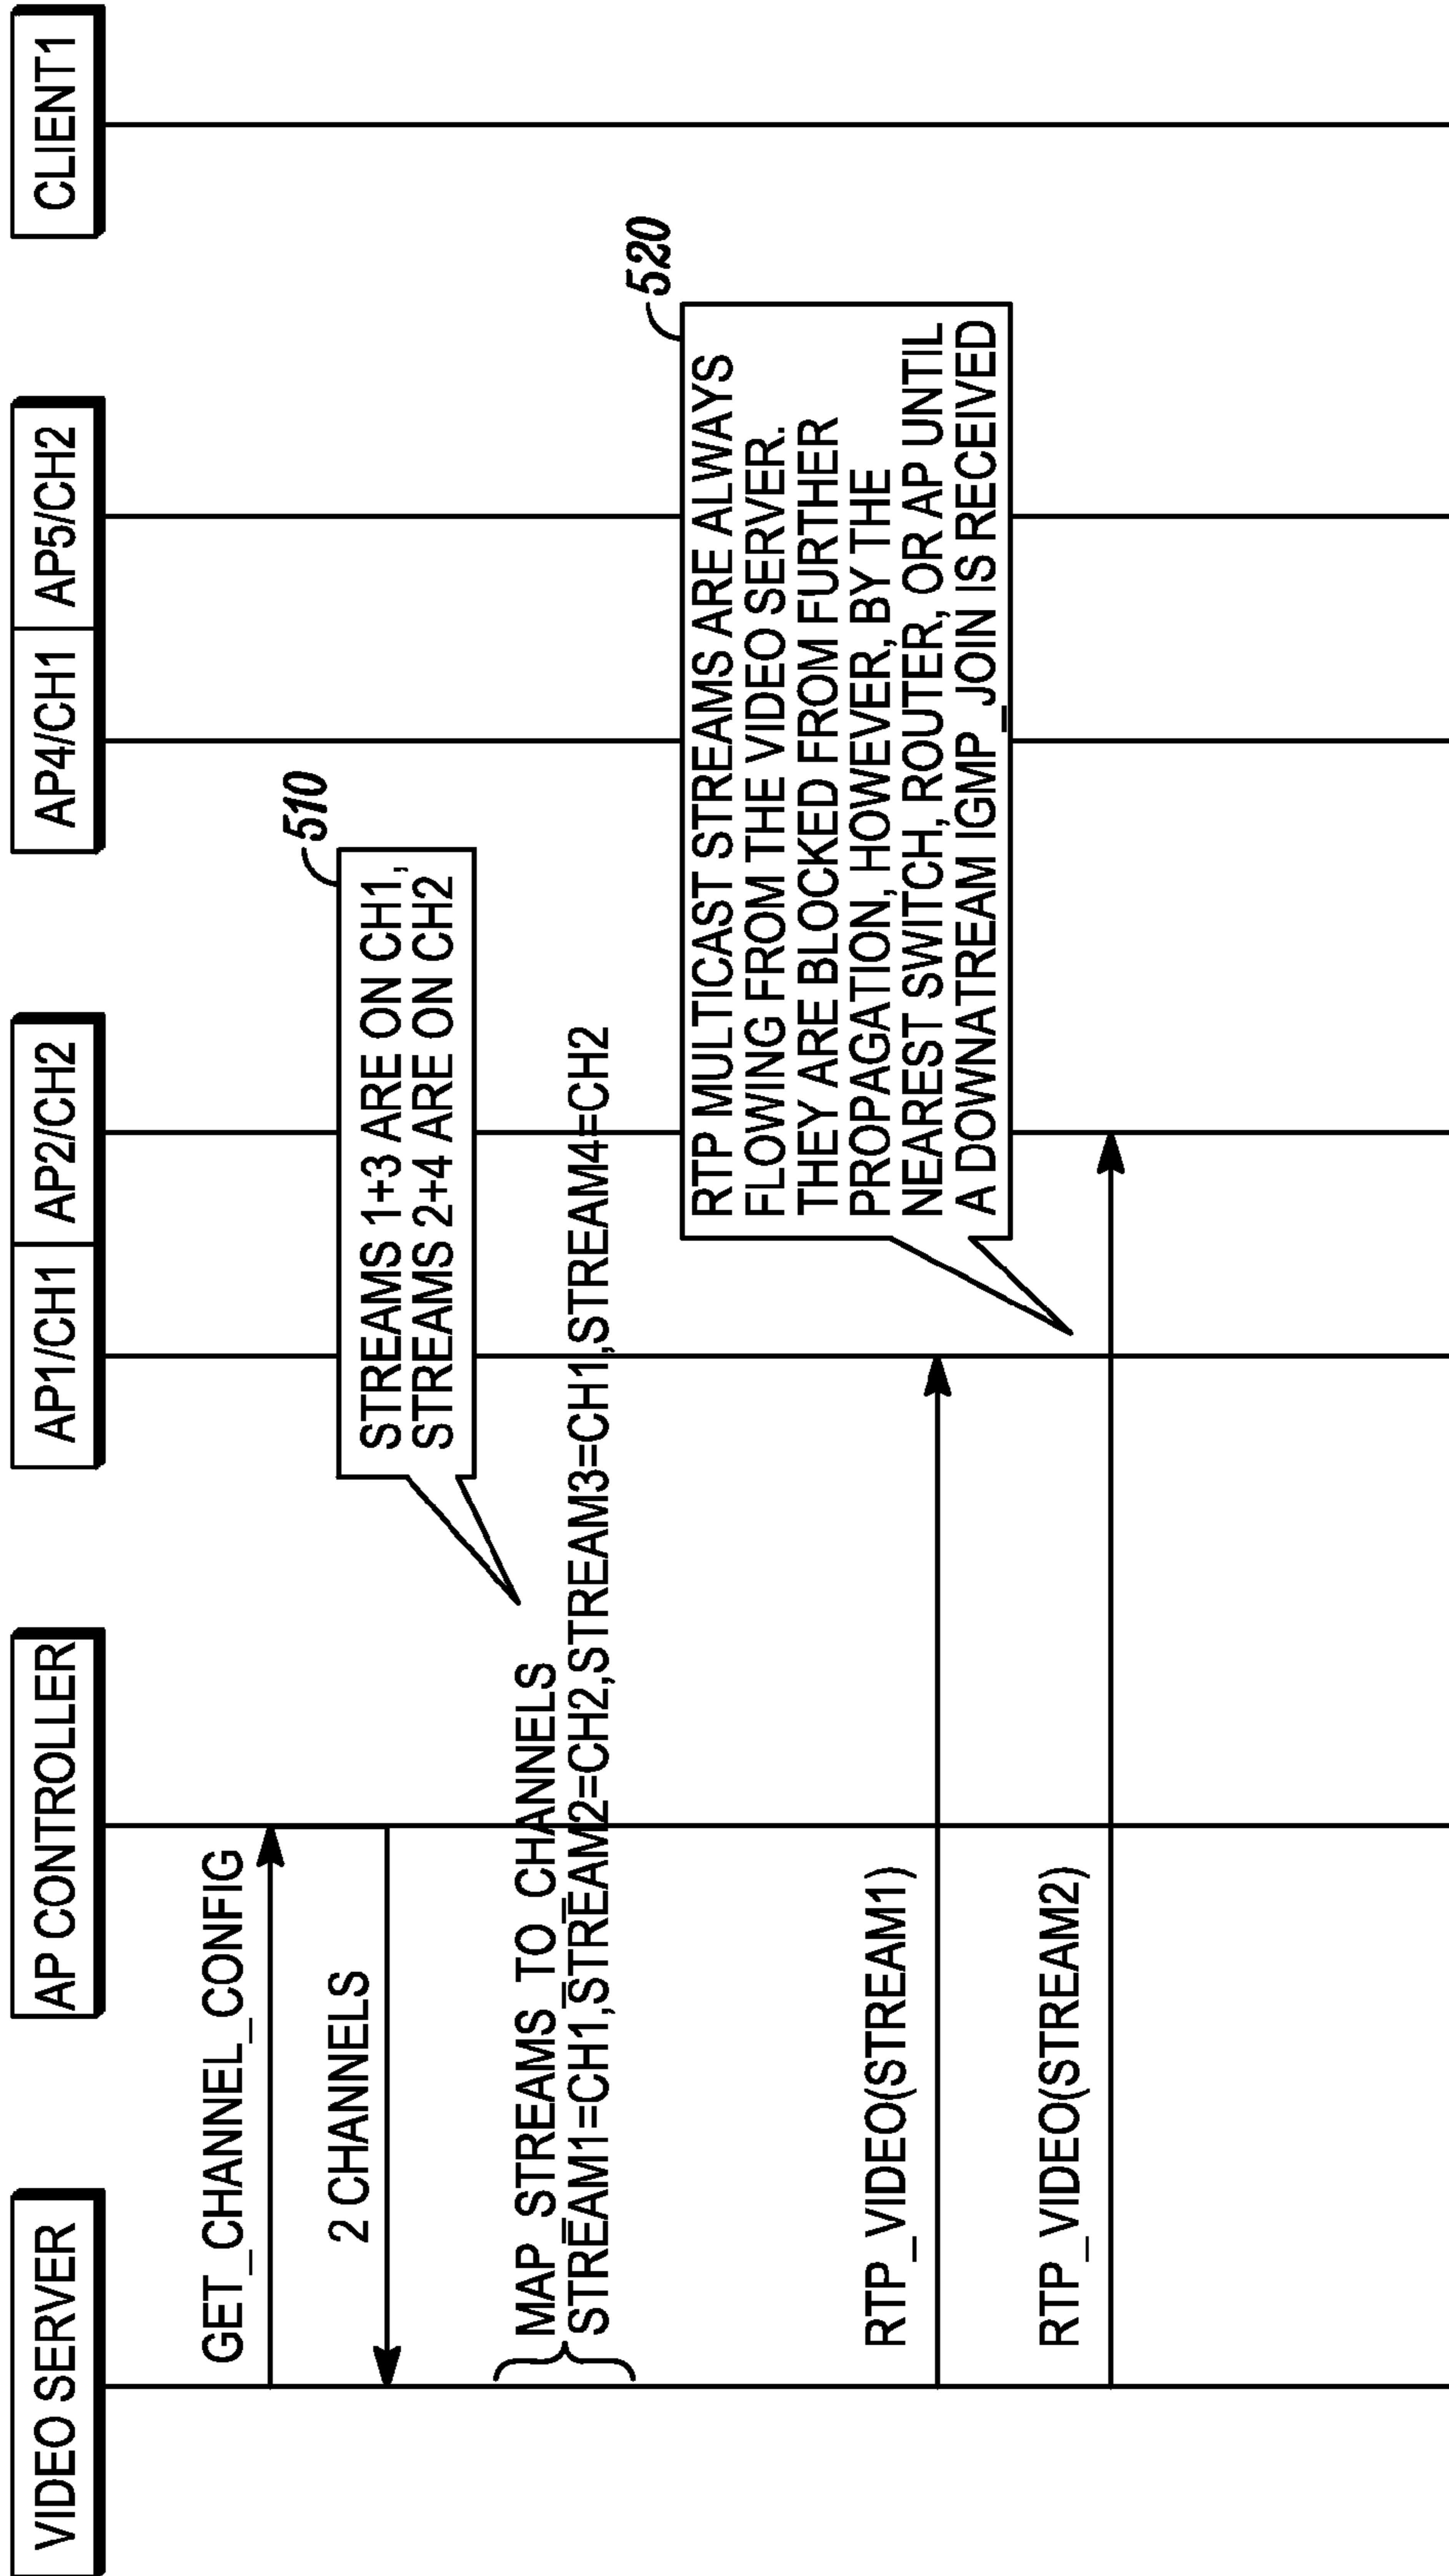 VIDEO SERVER
AP CONTROLLER
AP1/CH1
AP2/CH2
AP4/CH1
AP5/CH2
CLIENT1
GET_CHANNEL_CONFIG
2 CHANNELS
510
STREAMS 1+3 ARE ON CH1,
STREAMS 2+4 ARE ON CH2
MAP_STREAMS_TO_CHANNELS
STREAM1=CH1,STREAM2=CH2,STREAM3=CH1,STREAM4=CH2
520
RTP MULTICAST STREAMS ARE ALWAYS
FLOWING FROM THE VIDEO SERVER.
THEY ARE BLOCKED FROM FURTHER
PROPAGATION, HOWEVER, BY THE
NEAREST SWITCH, ROUTER, OR AP UNTIL
A DOWNATREAM IGMP_JOIN IS RECEIVED
RTP_VIDEO(STREAM1)
RTP_VIDEO(STREAM2)